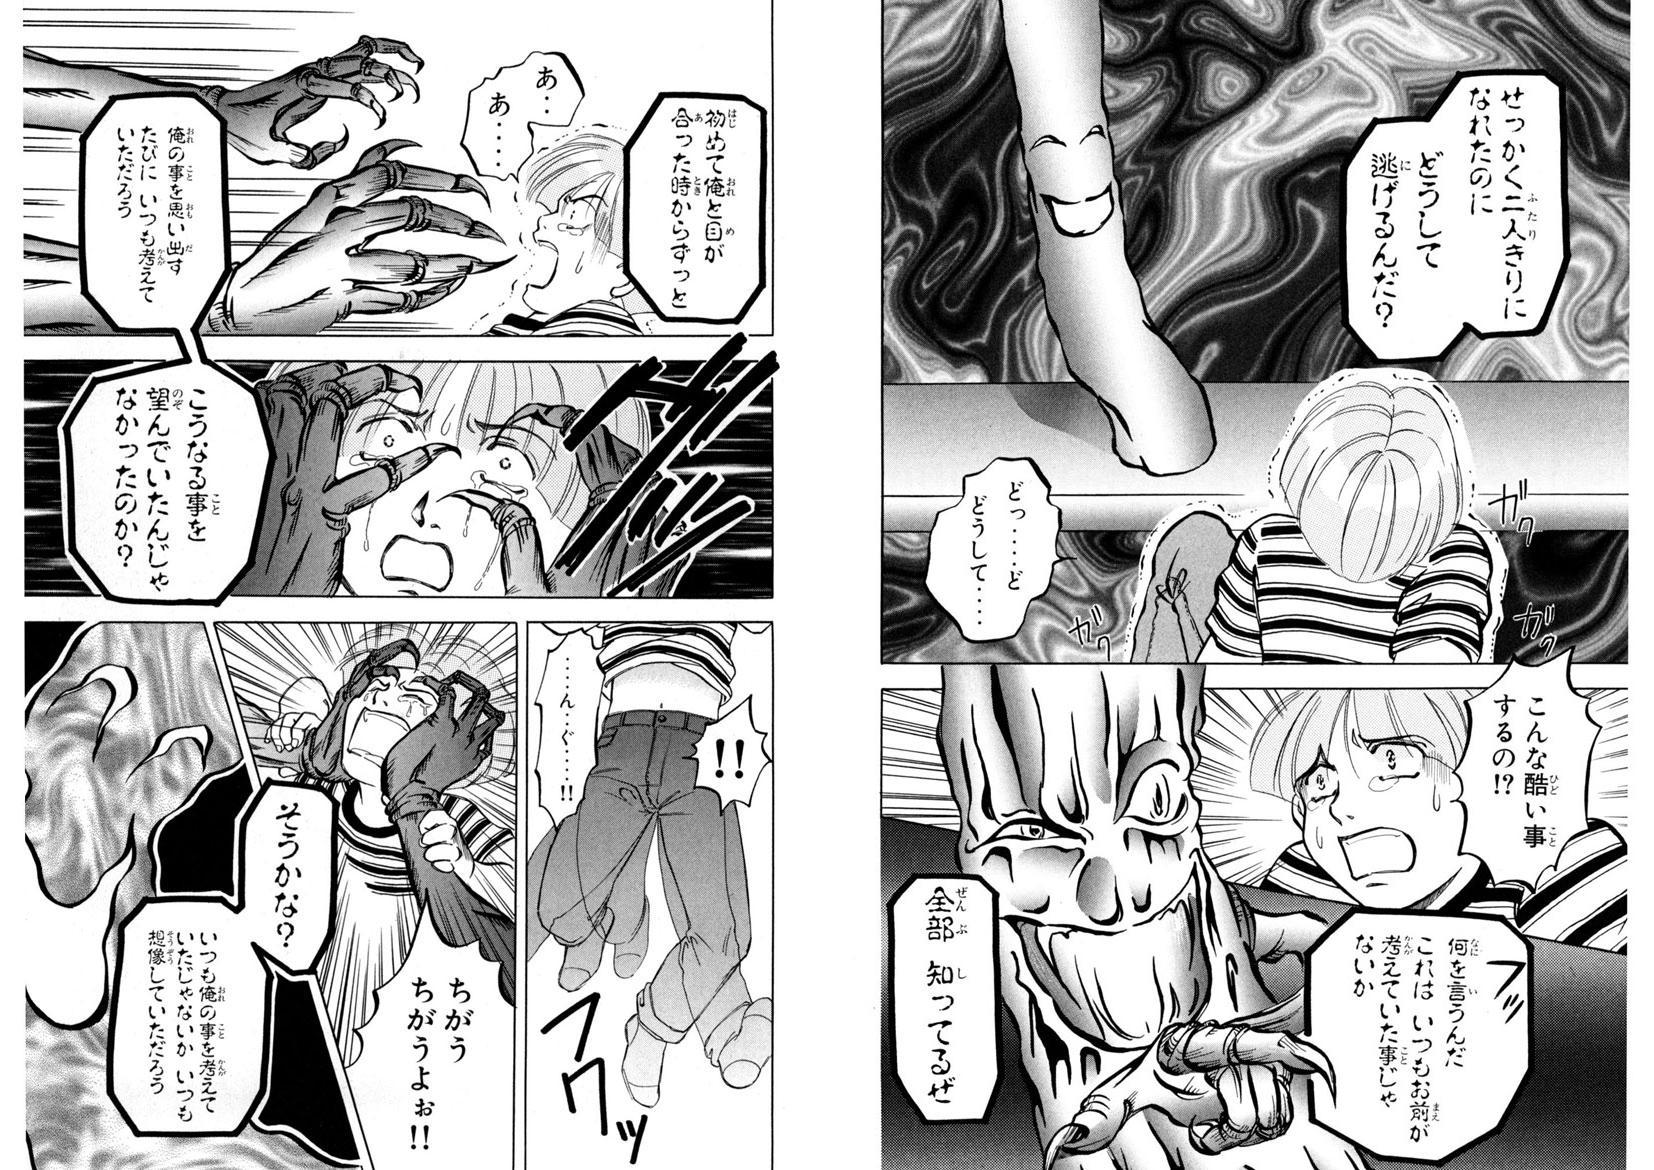 せっかく二人きりに
なれたのに
どうして
逃げるんだ?
ガク
どっ‥‥ど
どうして‥‥
ガク
ガク
こんな酷い事
するの!?
何を言うんだ
これは いつもお前が
考えていた事じゃ
ないか
全部 知ってるぜ
初めて俺と目が
合った時からずっと
あ‥
あ‥‥
俺の事を思い出す
たびに いつも考えて
いただろう
こうなる事を
望んでいたんじゃ
なかったのか?
ガシッ
!!
‥‥ん‥ぐ‥‥!!
フワッ
ちがう
ちがうよぉ!!
そうかな?
いつも俺の事を考えて
いたじゃないか いつも
想像していただろう